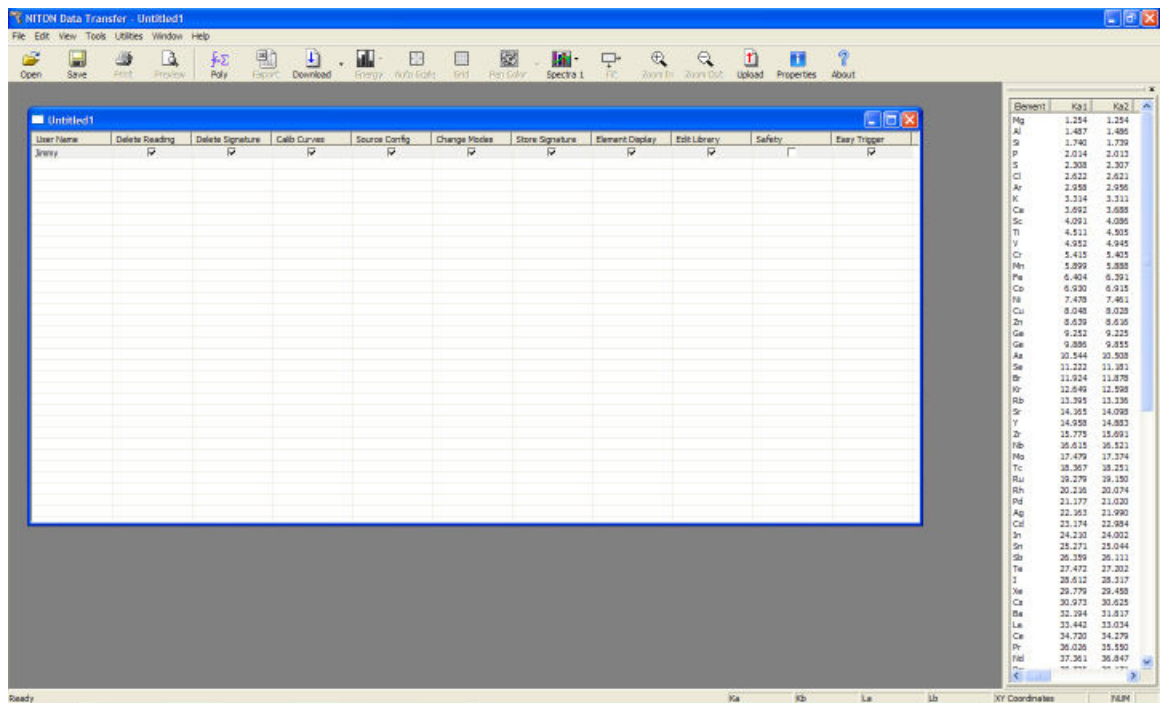 NITON Data Transfer - Untitled1
File Edit View Tools Utilities Window Help
Open Save Print Preview Poly Export Download Energy Auto Scale Grid Pen Color Spectra 1 Fit Zoom In Zoom Out Upload Properties About
Untitled1
User Name Delete Reading Delete Signature Calib Curves Source Config Change Modes Store Signature Element Display Edit Library Safety Easy Trigger
Jimmy
Element Ka1 Ka2
Mg 1.254 1.254
Al 1.487 1.486
Si 1.740 1.739
P 2.014 2.013
S 2.308 2.307
Cl 2.622 2.621
Ar 2.958 2.956
K 3.314 3.311
Ca 3.692 3.688
Sc 4.091 4.086
Ti 4.511 4.505
V 4.952 4.945
Cr 5.415 5.405
Mn 5.899 5.888
Fe 6.404 6.391
Co 6.930 6.915
Ni 7.478 7.461
Cu 8.048 8.028
Zn 8.639 8.616
Ga 9.252 9.225
Ge 9.886 9.855
As 10.544 10.508
Se 11.222 11.181
Br 11.924 11.878
Kr 12.649 12.598
Rb 13.395 13.336
Sr 14.165 14.098
Y 14.958 14.883
Zr 15.775 15.691
Nb 16.615 16.521
Mo 17.479 17.374
Tc 18.367 18.251
Ru 19.279 19.150
Rh 20.216 20.074
Pd 21.177 21.020
Ag 22.163 21.990
Cd 23.174 22.984
In 24.210 24.002
Sn 25.271 25.044
Sb 26.359 26.111
Te 27.472 27.202
I 28.612 28.317
Xe 29.779 29.458
Cs 30.973 30.625
Ba 32.194 31.817
La 33.442 33.034
Ce 34.720 34.279
Pr 36.026 35.550
Nd 37.361 36.847
Ready Ka Kb La Lb XY Coordinates NUM